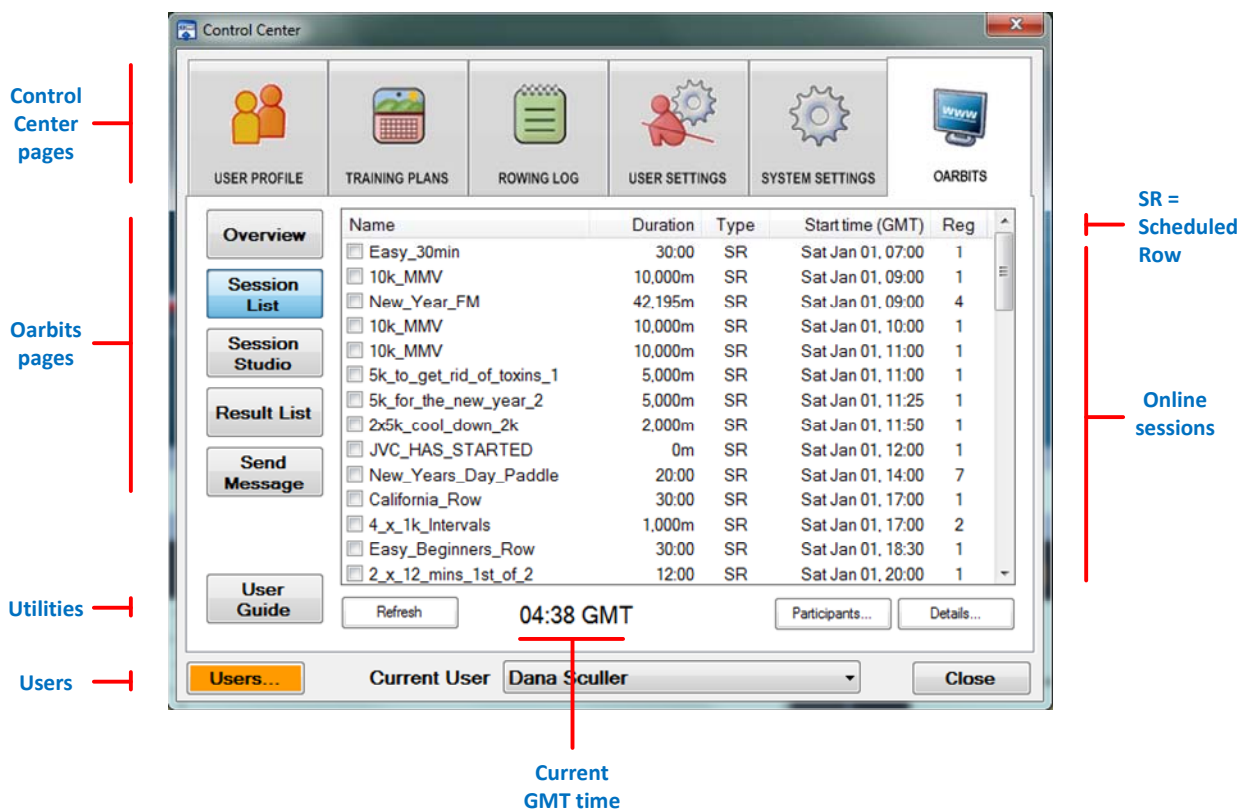 Control Center
X
Control
Center
pages
USER PROFILE
TRAINING PLANS
ROWING LOG
USER SETTINGS
SYSTEM SETTINGS
www
OARBITS
SR =
Scheduled
Row
Oarbits
pages
Overview
Session
List
Session
Studio
Result List
Send
Message
Name Duration Type Start time (GMT) Reg
Easy_30min 30:00 SR Sat Jan 01, 07:00 1
10k_MMV 10,000m SR Sat Jan 01, 09:00 1
New_Year_FM 42,195m SR Sat Jan 01, 09:00 4
10k_MMV 10,000m SR Sat Jan 01, 10:00 1
10k_MMV 10,000m SR Sat Jan 01, 11:00 1
5k_to_get_rid_of_toxins_1 5,000m SR Sat Jan 01, 11:00 1
5k_for_the_new_year_2 5,000m SR Sat Jan 01, 11:25 1
2x5k_cool_down_2k 2,000m SR Sat Jan 01, 11:50 1
JVC_HAS_STARTED 0m SR Sat Jan 01, 12:00 1
New_Years_Day_Paddle 20:00 SR Sat Jan 01, 14:00 7
California_Row 30:00 SR Sat Jan 01, 17:00 1
4_x_1k_Intervals 1,000m SR Sat Jan 01, 17:00 2
Easy_Beginners_Row 30:00 SR Sat Jan 01, 18:30 1
2_x_12_mins_1st_of_2 12:00 SR Sat Jan 01, 20:00 1
Online
sessions
Utilities
User
Guide
Refresh
04:38 GMT
Participants...
Details...
Users
Users...
Current User
Dana Sculler
Close
Current
GMT time